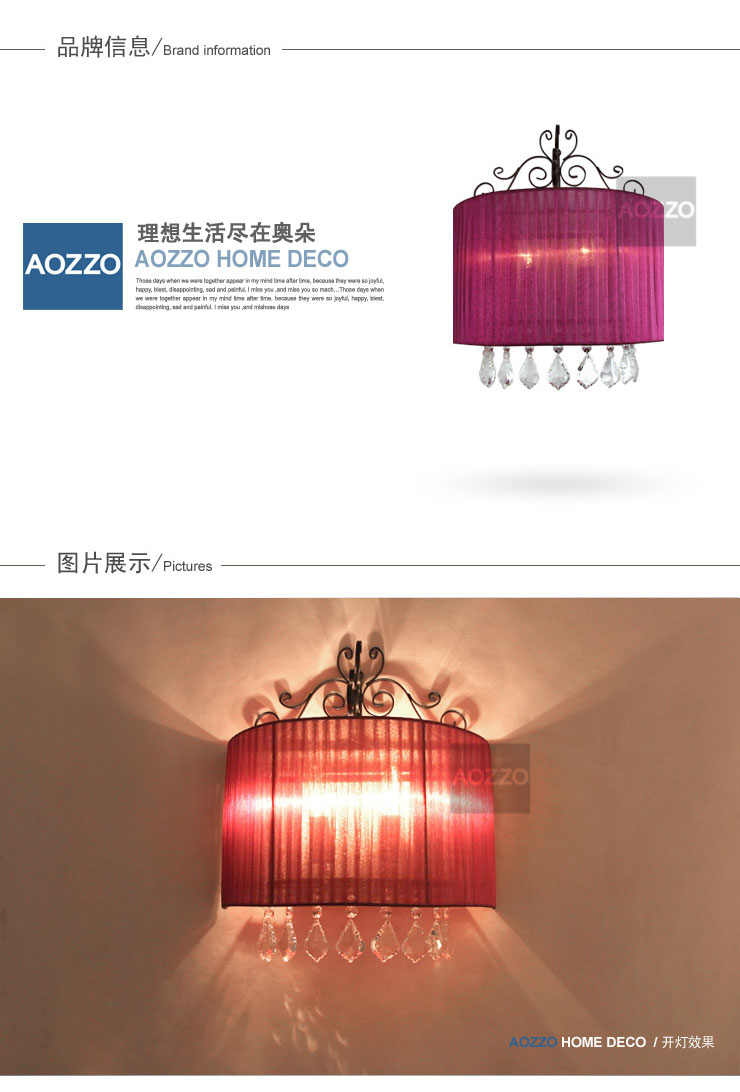 品牌信息/Brand information
AOZZO
AOZZO
理想生活尽在奥朵
AOZZO HOME DECO
Those days when we were together appear in my mind time after time, because they were so joyful,
happy, blest, disappointing, sad and painful. I miss you ,and miss you so mach…Those days when
we were together appear in my mind time after time, because they were so joyful, happy, blest,
disappointing, sad and painful. I miss you ,and mishose days
图片展示/Pictures
AOZZO
AOZZO HOME DECO / 开灯效果